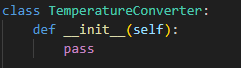 class TemperatureConverter:
    def __init__(self):
        pass